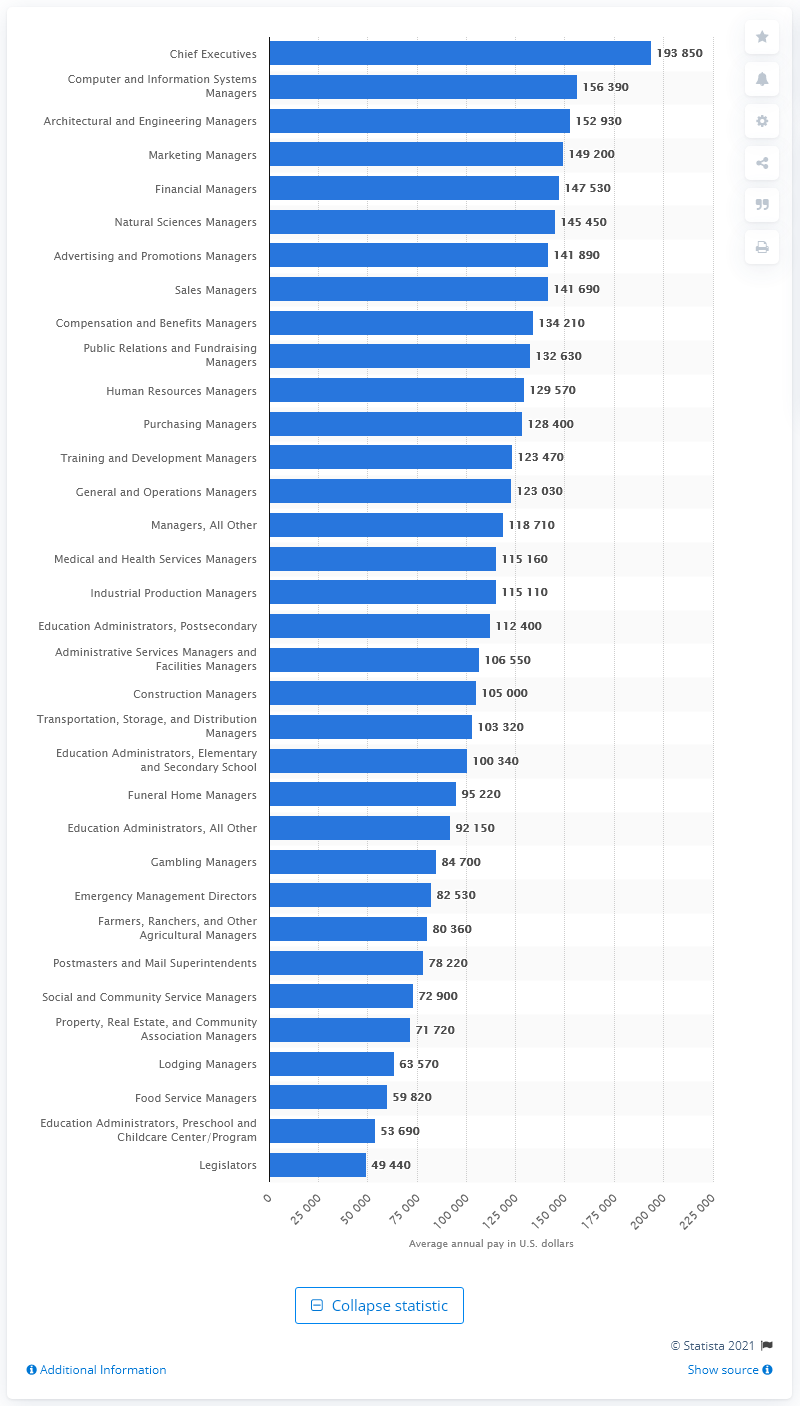 Chief Executives 193 850
Computer and Information Systems
Managers 156 390
Architectural and Engineering Managers 152 930
Marketing Managers 149 200
Financial Managers 147 530
Natural Sciences Managers 145 450
Advertising and Promotions Managers 141 890
Sales Managers 141 690
Compensation and Benefits Managers 134 210
Public Relations and Fundraising
Managers 132 630
Human Resources Managers 129 570
Purchasing Managers 128 400
Training and Development Managers 123 470
General and Operations Managers 123 030
Managers, All Other 118 710
Medical and Health Services Managers 115 160
Industrial Production Managers 115 110
Education Administrators, Postsecondary 112 400
Administrative Services Managers and
Facilities Managers 106 550
Construction Managers 105 000
Transportation, Storage, and Distribution
Managers 103 320
Education Administrators, Elementary
and Secondary School 100 340
Funeral Home Managers 95 220
Education Administrators, All Other 92 150
Gambling Managers 84 700
Emergency Management Directors 82 530
Farmers, Ranchers, and Other
Agricultural Managers 80 360
Postmasters and Mail Superintendents 78 220
Social and Community Service Managers 72 900
Property, Real Estate, and Community
Association Managers 71 720
Lodging Managers 63 570
Food Service Managers 59 820
Education Administrators, Preschool and
Childcare Center/Program 53 690
Legislators 49 440
0 25 000 50 000 75 000 100 000 125 000 150 000 175 000 200 000 225 000
Average annual pay in U.S. dollars
Collapse statistic
© Statista 2021
Additional Information Show source